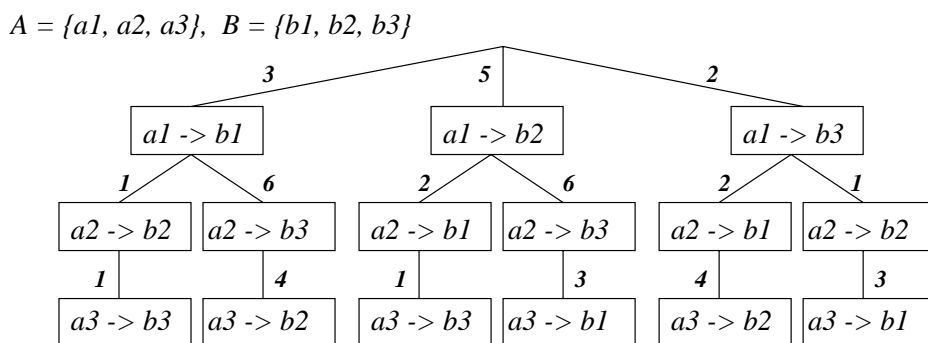 A = {a1, a2, a3}, B = {b1, b2, b3}
3 5 2
a1 -> b1 a1 -> b2 a1 -> b3
1 6 2 6 2 1
a2 -> b2 a2 -> b3 a2 -> b1 a2 -> b3 a2 -> b1 a2 -> b2
1 4 1 3 4 3
a3 -> b3 a3 -> b2 a3 -> b3 a3 -> b1 a3 -> b2 a3 -> b1